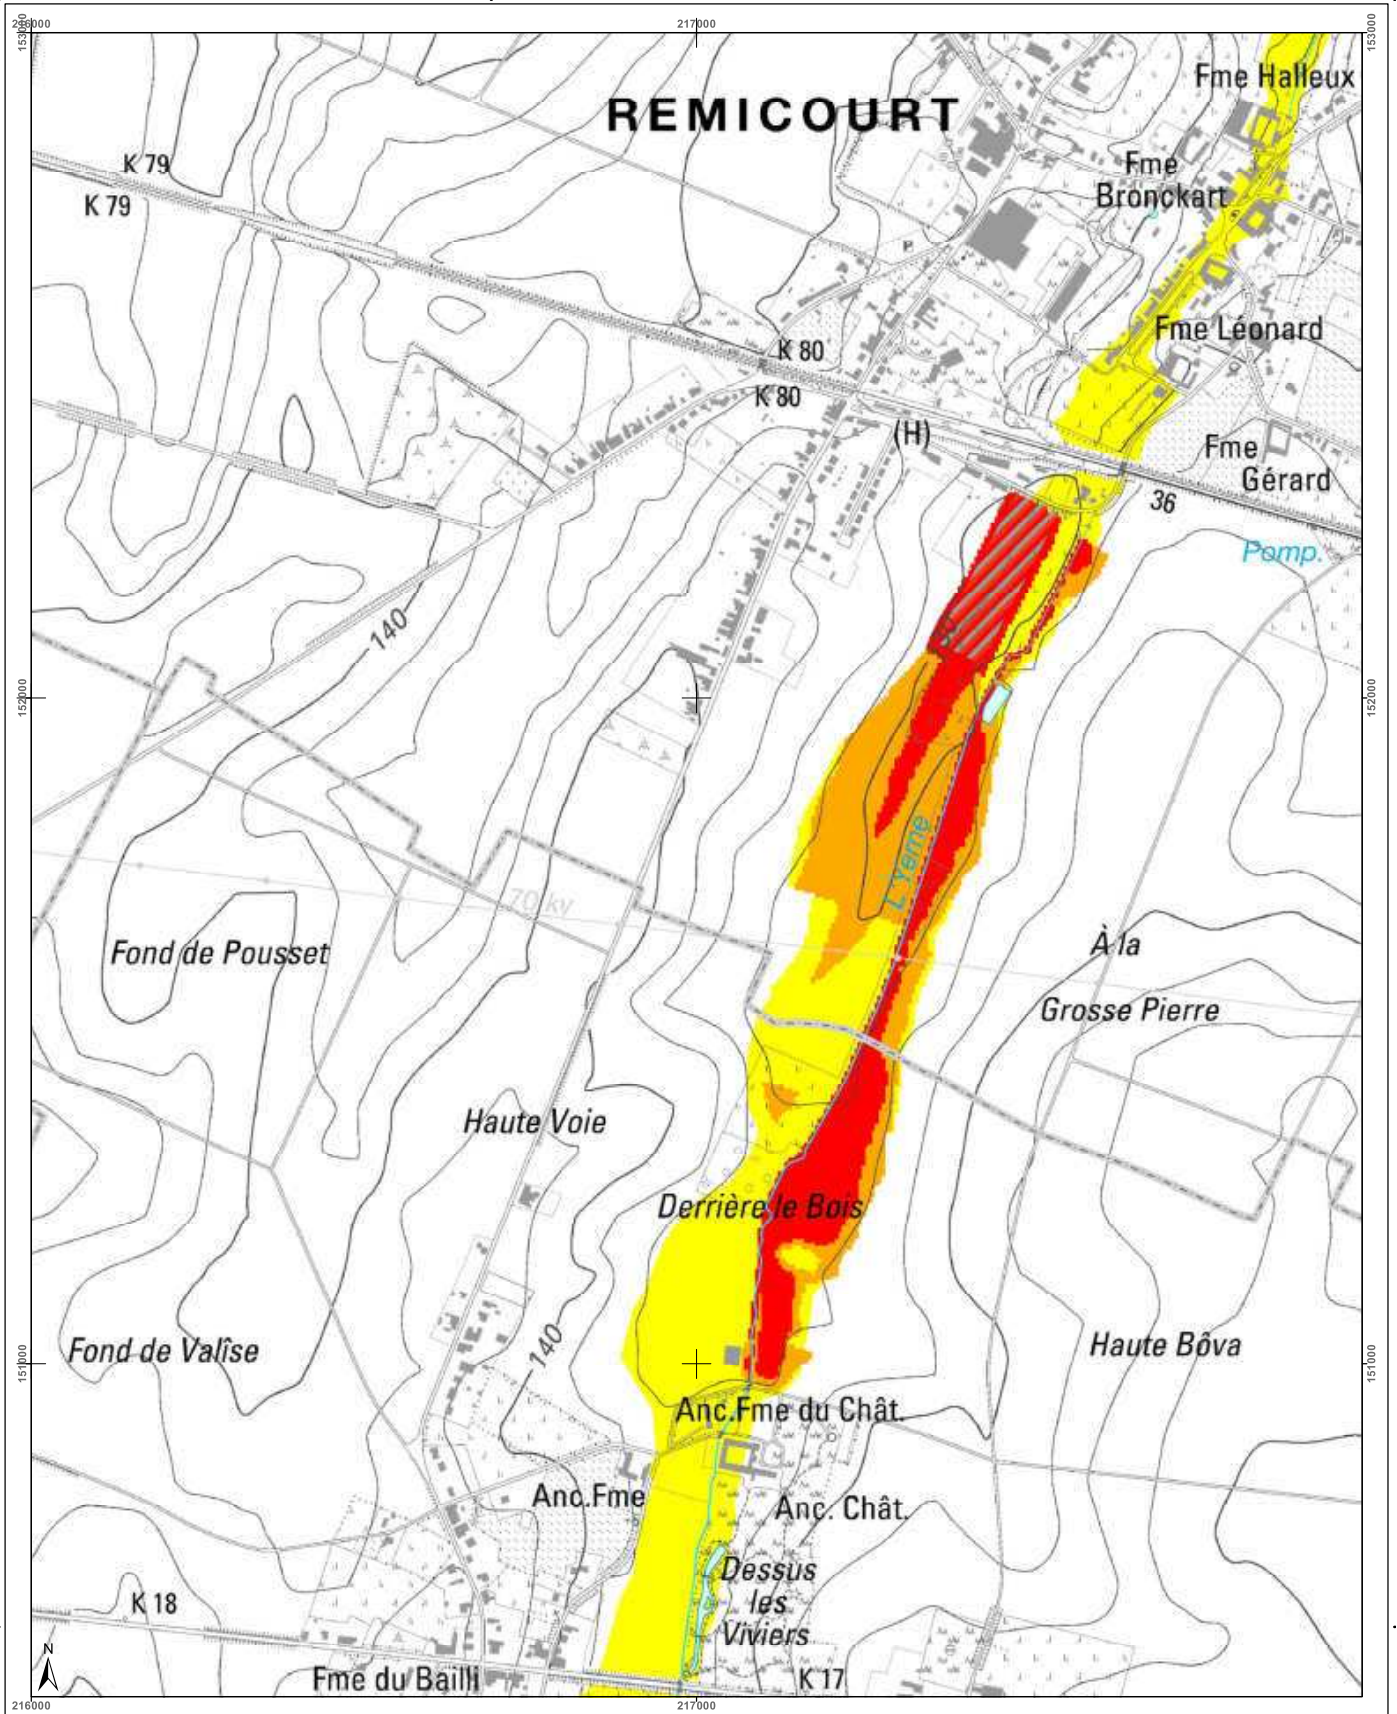 216000
217000
153000
153000
Fme Halleux
REMICOURT
K 79
K 79
Fme
Bronckart
Fme Léonard
K 80
K 80
(H)
Fme
Gérard
36
Pomp.
140
152000
152000
L'Yerne
70 kv
Fond de Pousset
À la
Grosse Pierre
Haute Voie
Derrière le Bois
140
Fond de Valîse
Haute Bôva
151000
151000
Anc.Fme du Chât.
Anc.Fme
Anc. Chât.
Dessus
les
Viviers
K 18
N
Fme du Bailli
K 17
216000
217000